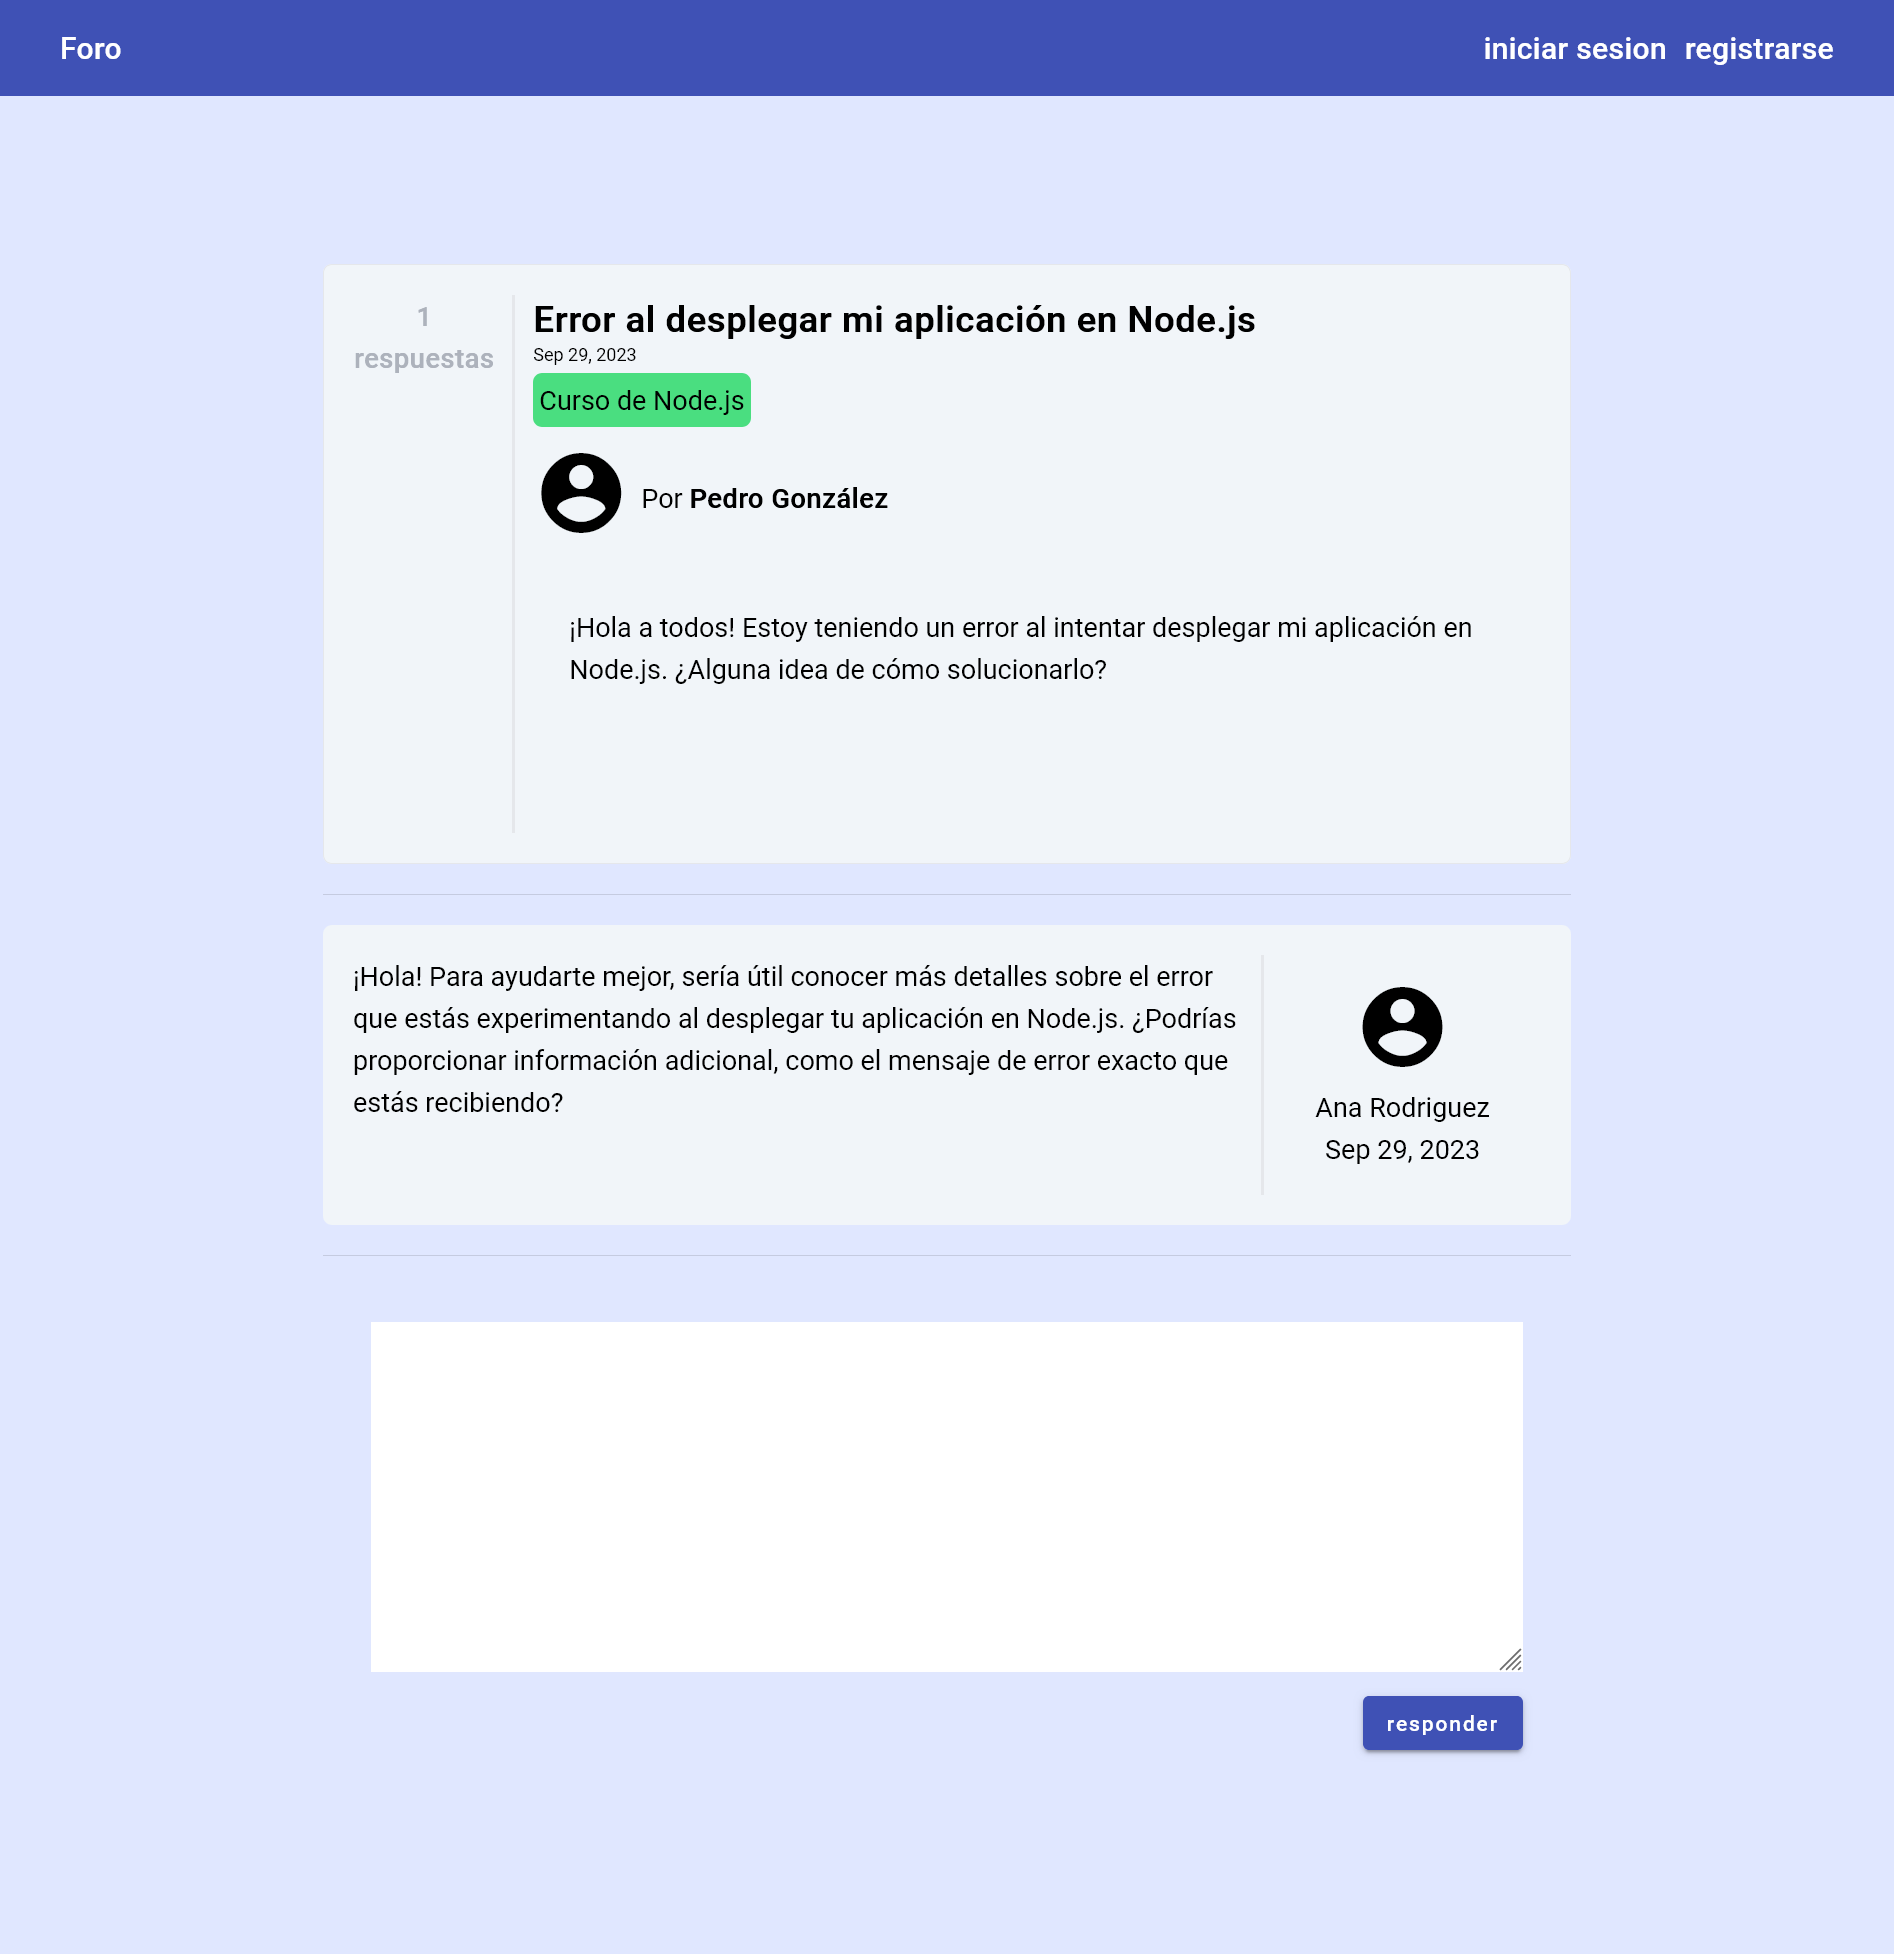 Foro
iniciar sesion registrarse
1
respuestas
Error al desplegar mi aplicación en Node.js
Sep 29, 2023
Curso de Node.js
Por Pedro González
¡Hola a todos! Estoy teniendo un error al intentar desplegar mi aplicación en
Node.js. ¿Alguna idea de cómo solucionarlo?
¡Hola! Para ayudarte mejor, sería útil conocer más detalles sobre el error
que estás experimentando al desplegar tu aplicación en Node.js. ¿Podrías
proporcionar información adicional, como el mensaje de error exacto que
estás recibiendo?
Ana Rodriguez
Sep 29, 2023
responder